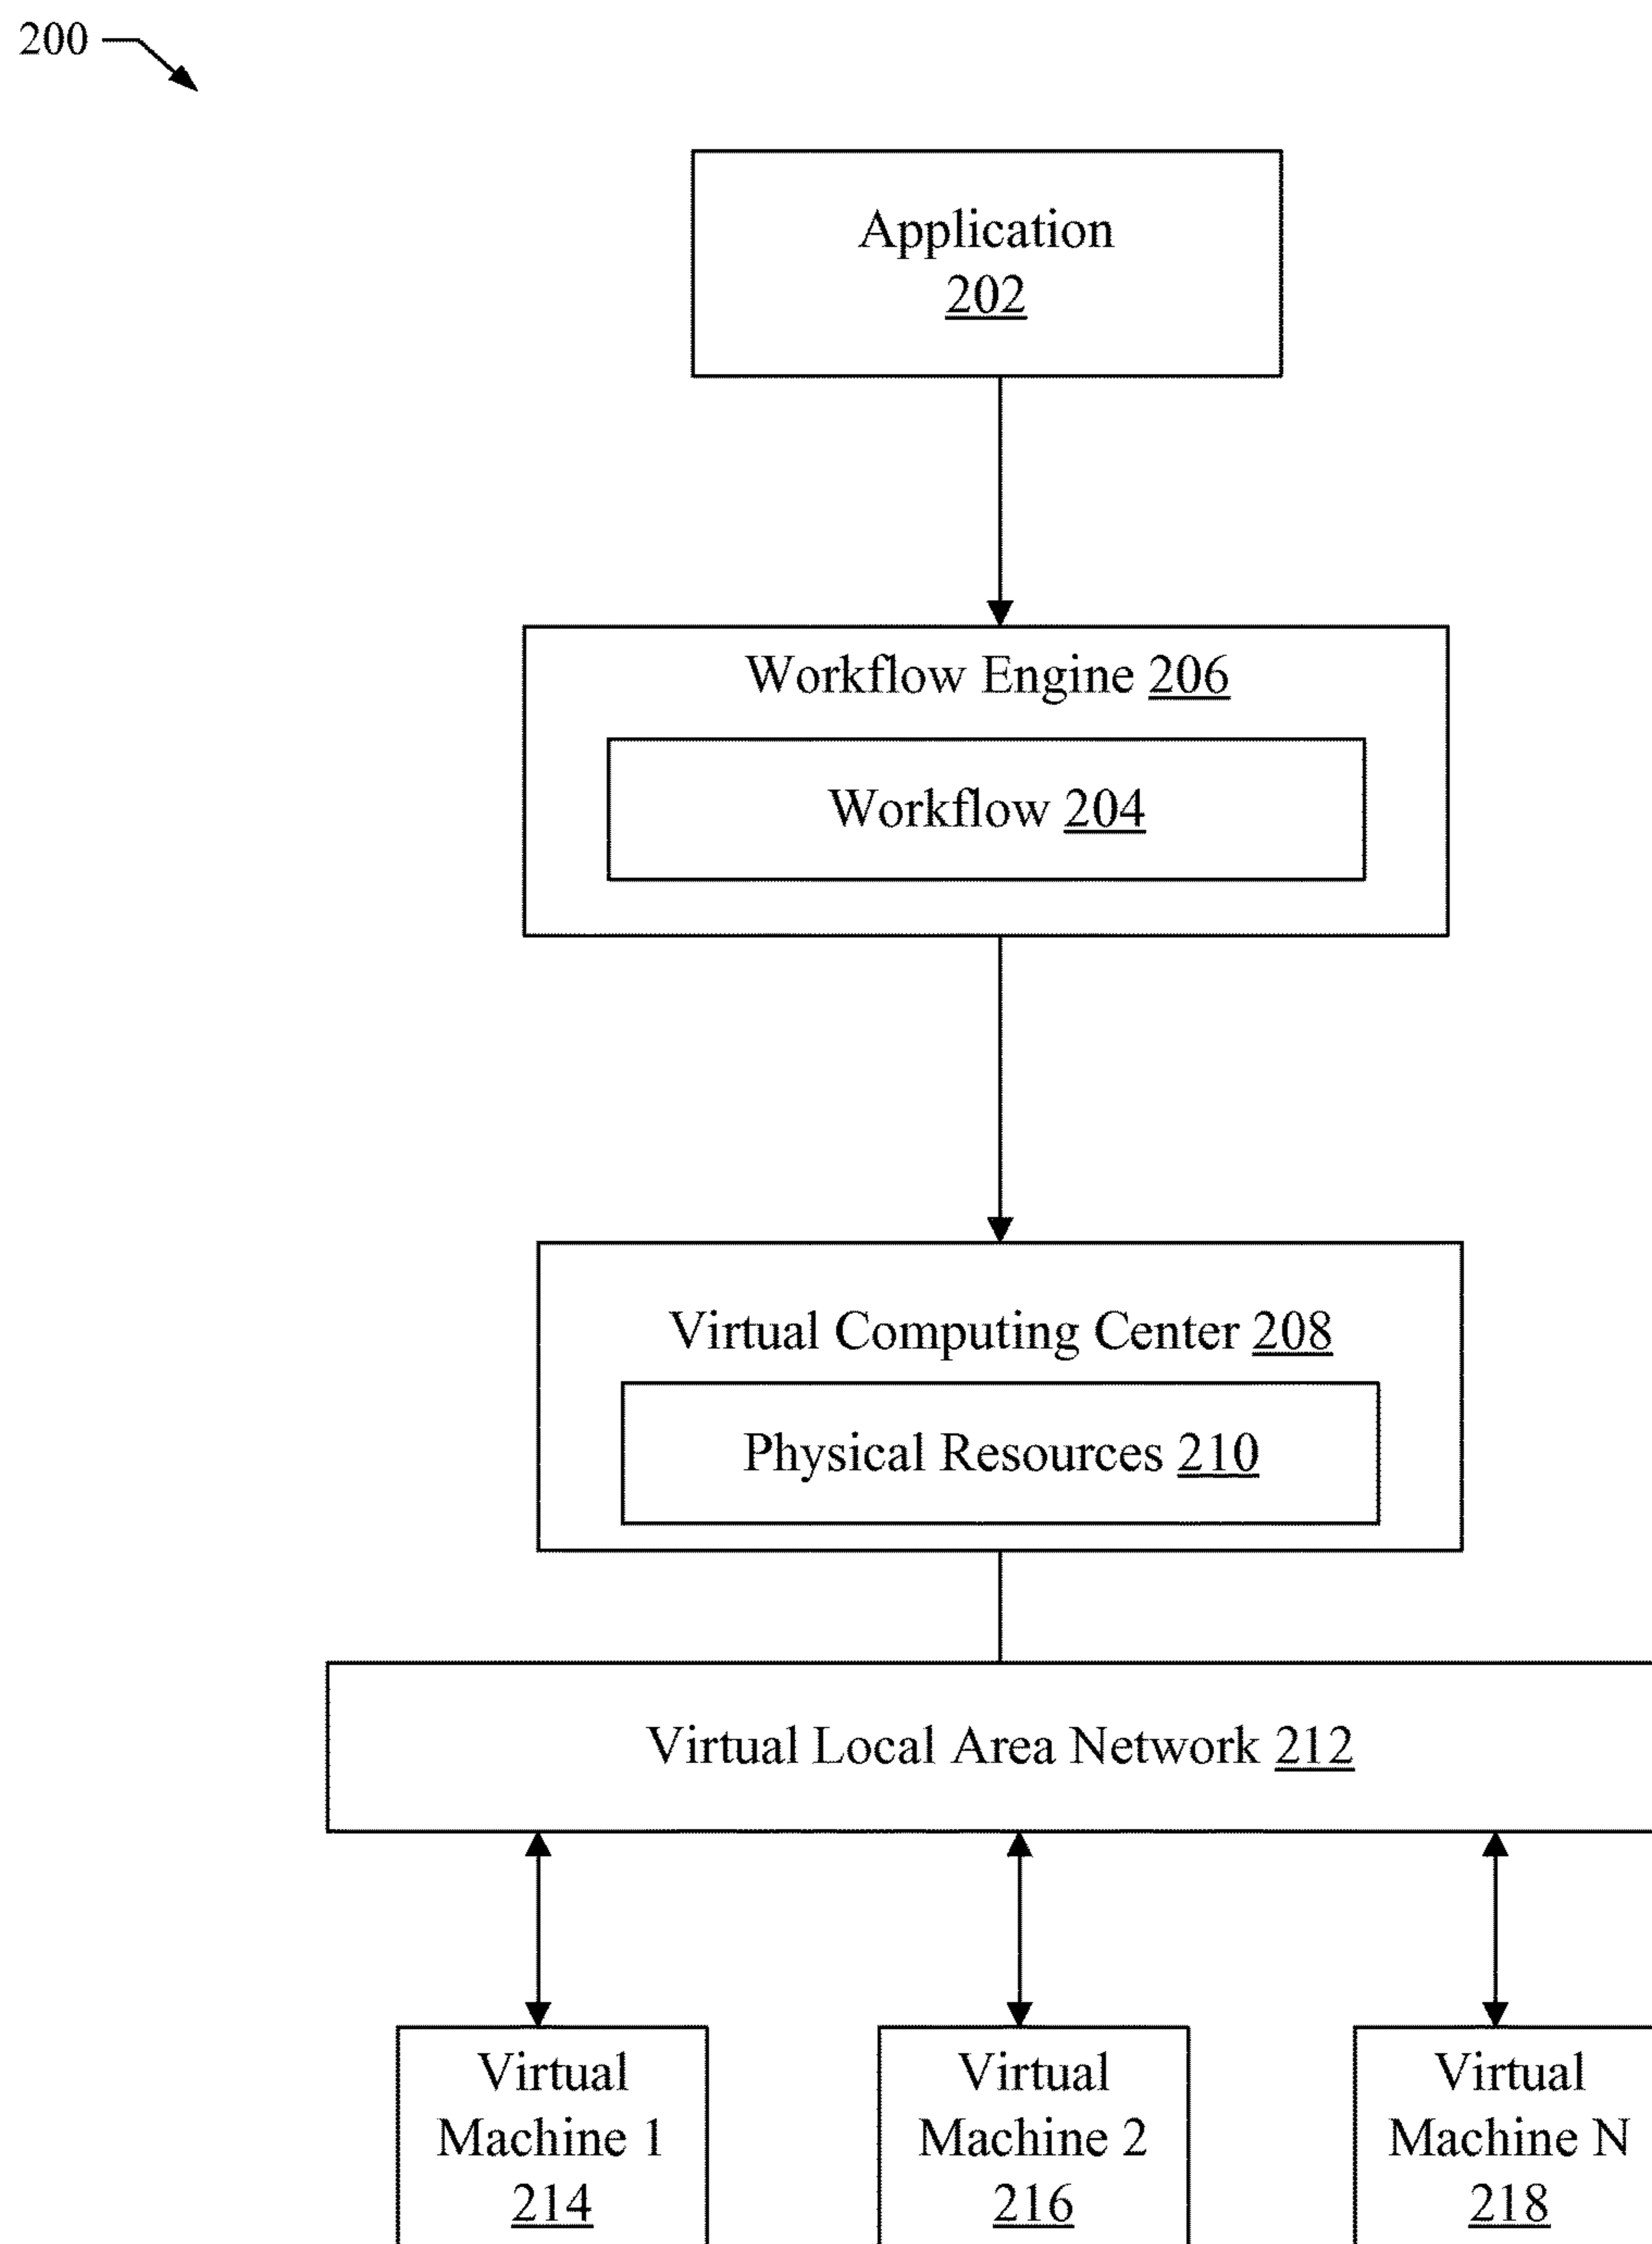 200
Application
202
Workflow Engine 206
Workflow 204
Virtual Computing Center 208
Physical Resources 210
Virtual Local Area Network 212
Virtual
Machine 1
214
Virtual
Machine 2
216
Virtual
Machine N
218